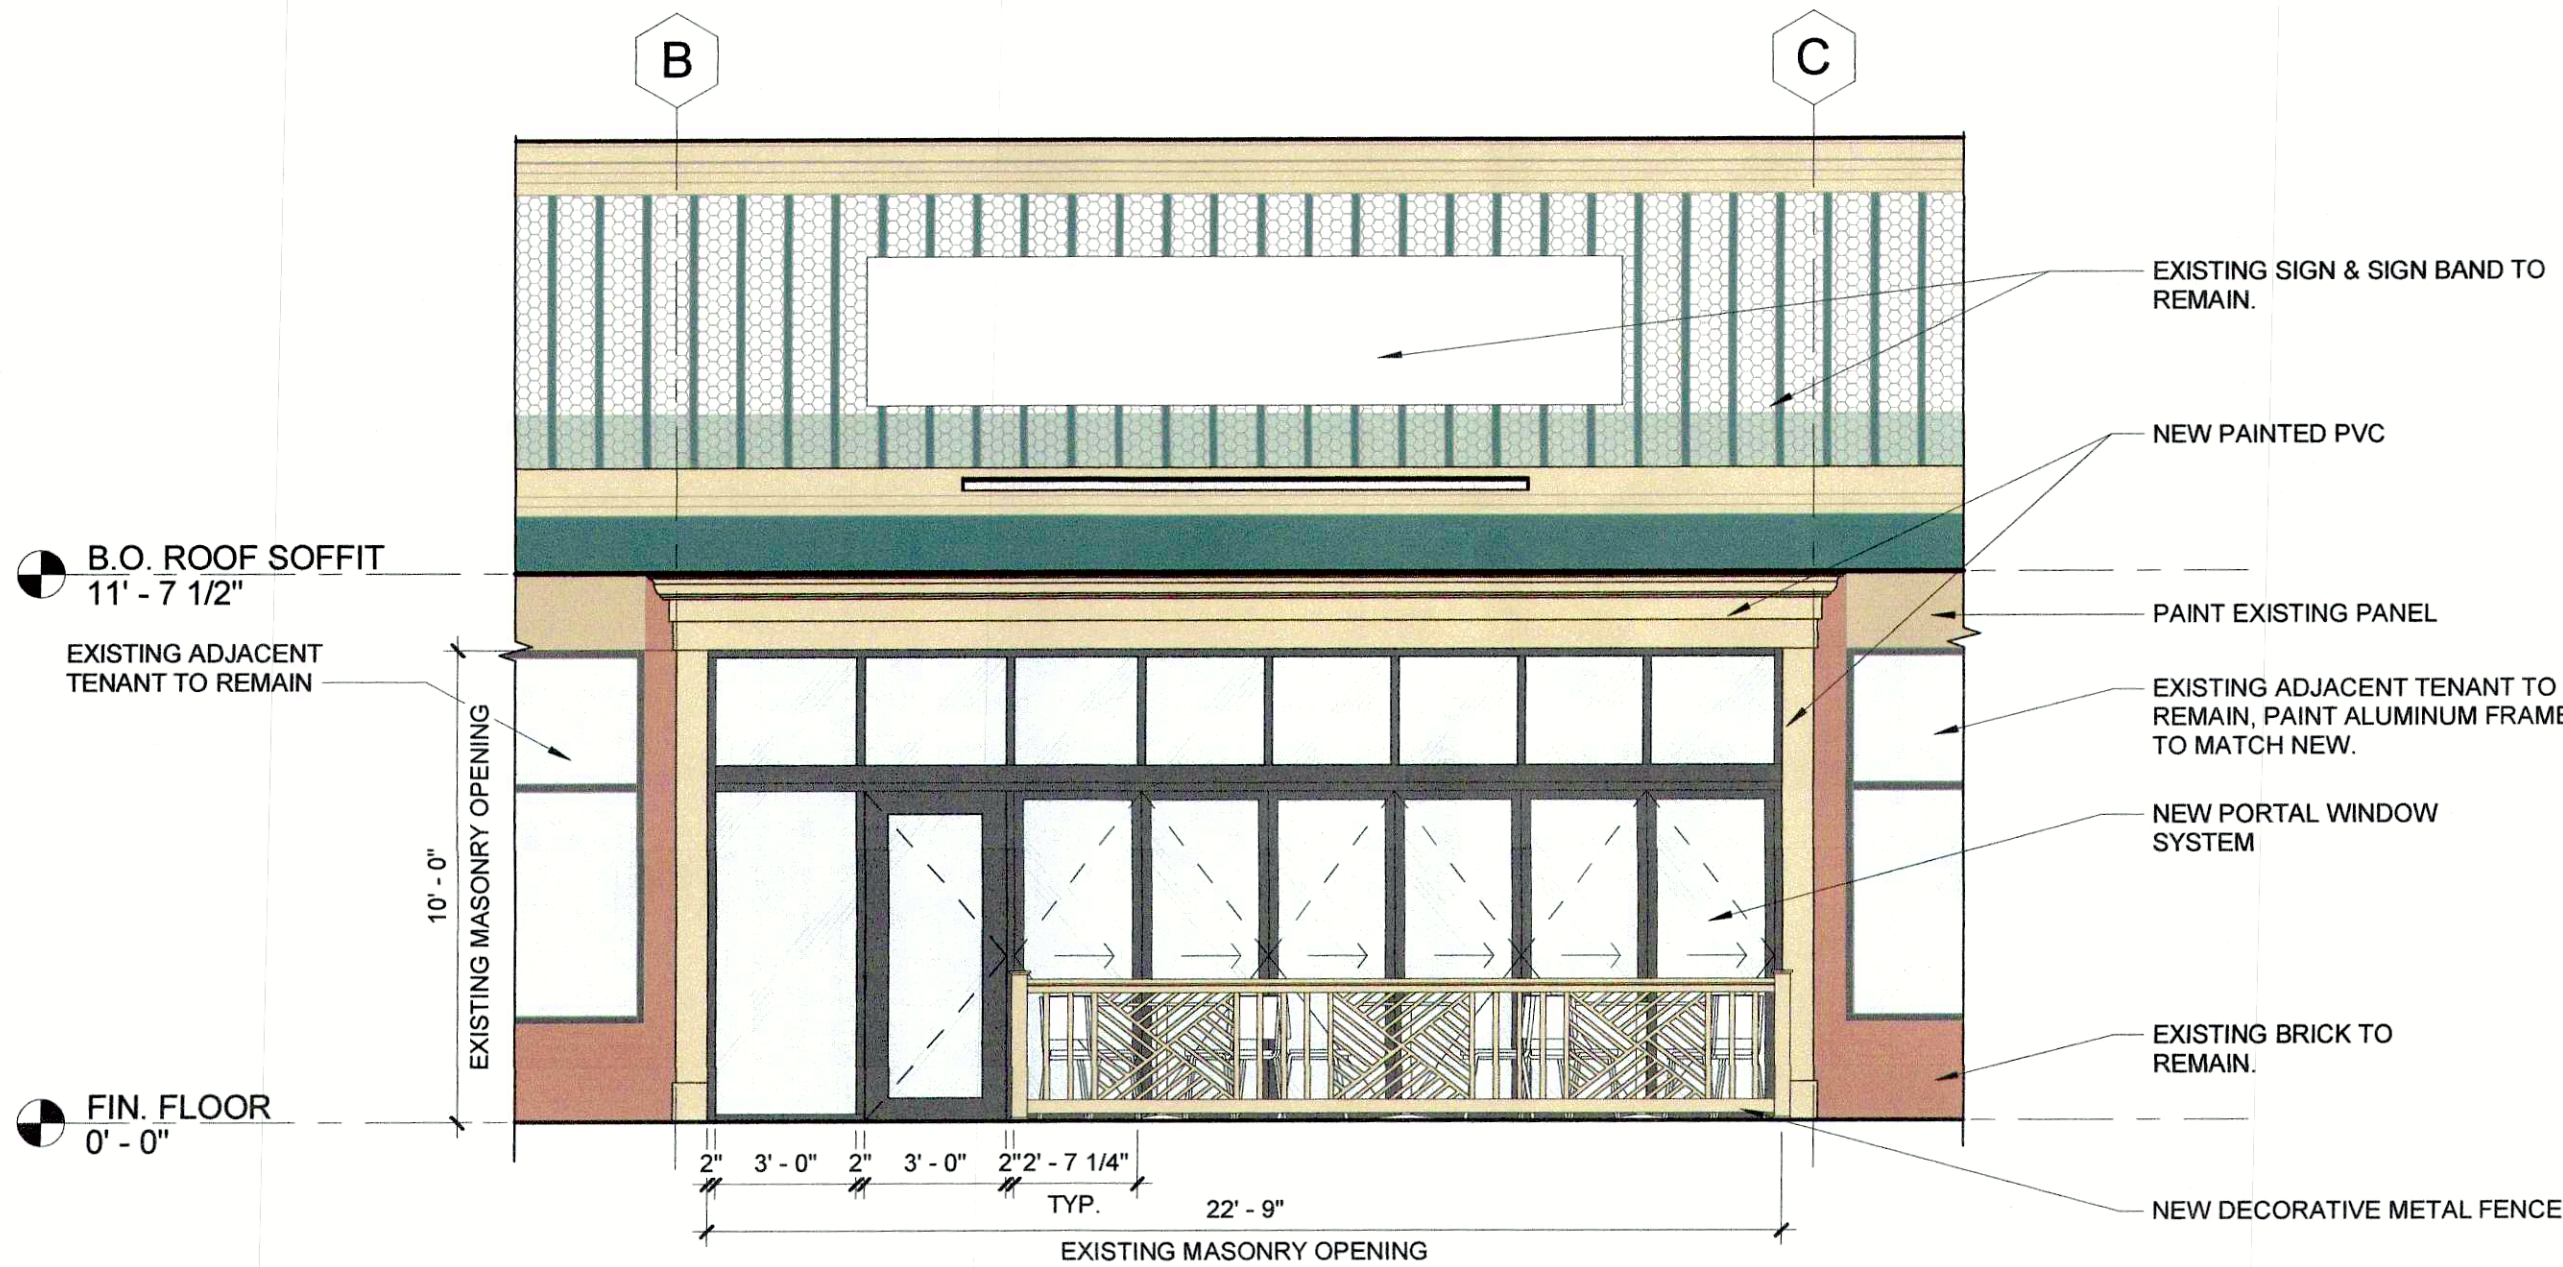 B
C
EXISTING SIGN & SIGN BAND TO
REMAIN.
NEW PAINTED PVC
B.O. ROOF SOFFIT
11' - 7 1/2"
PAINT EXISTING PANEL
EXISTING ADJACENT
TENANT TO REMAIN
EXISTING ADJACENT TENANT TO
REMAIN, PAINT ALUMINUM FRAME
TO MATCH NEW.
NEW PORTAL WINDOW
SYSTEM
10' - 0"
EXISTING MASONRY OPENING
EXISTING BRICK TO
REMAIN.
FIN. FLOOR
0' - 0"
2" 3' - 0" 2" 3' - 0" 2" 2' - 7 1/4"
TYP.
22' - 9"
EXISTING MASONRY OPENING
NEW DECORATIVE METAL FENCE